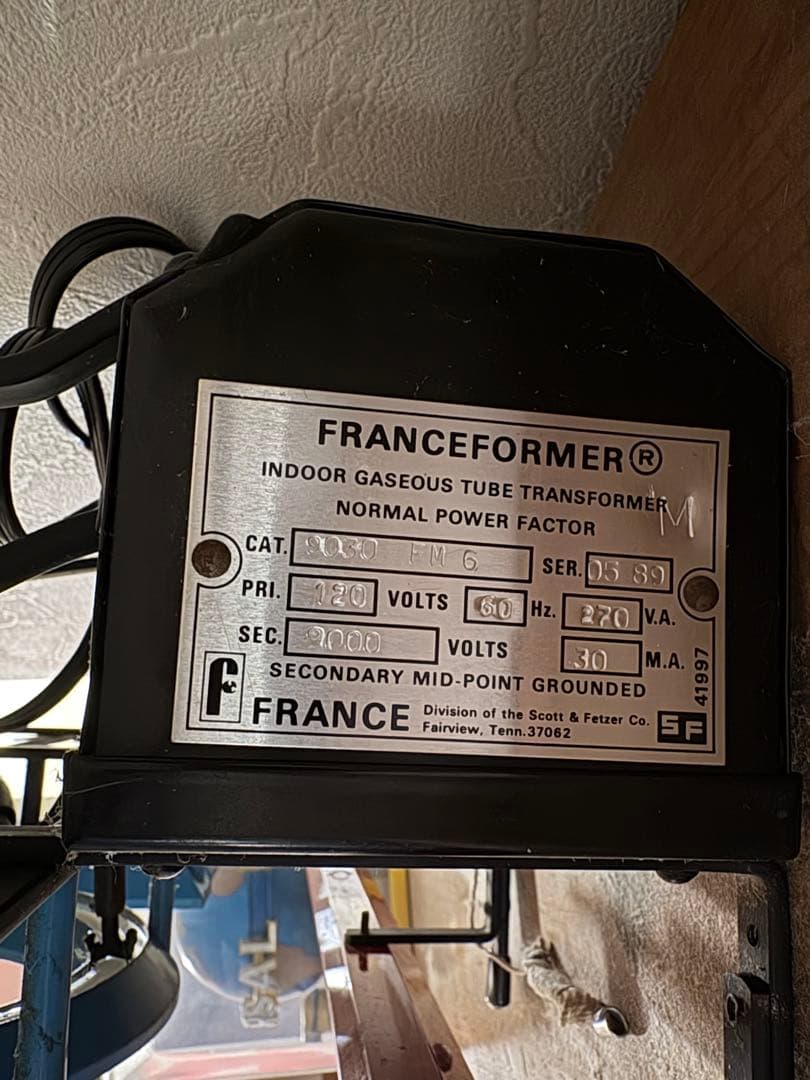 FRANCEFORMER®
INDOOR GASEOUS TUBE TRANSFORMER
M
NORMAL POWER FACTOR
CAT. 9030 FM 6 SER. 05 89
PRI. 120 VOLTS 60 Hz. 270 V.A.
SEC. 9000 VOLTS 30 M.A.
SECONDARY MID-POINT GROUNDED
41997
f FRANCE Division of the Scott & Fetzer Co. SF
Fairview, Tenn.37062